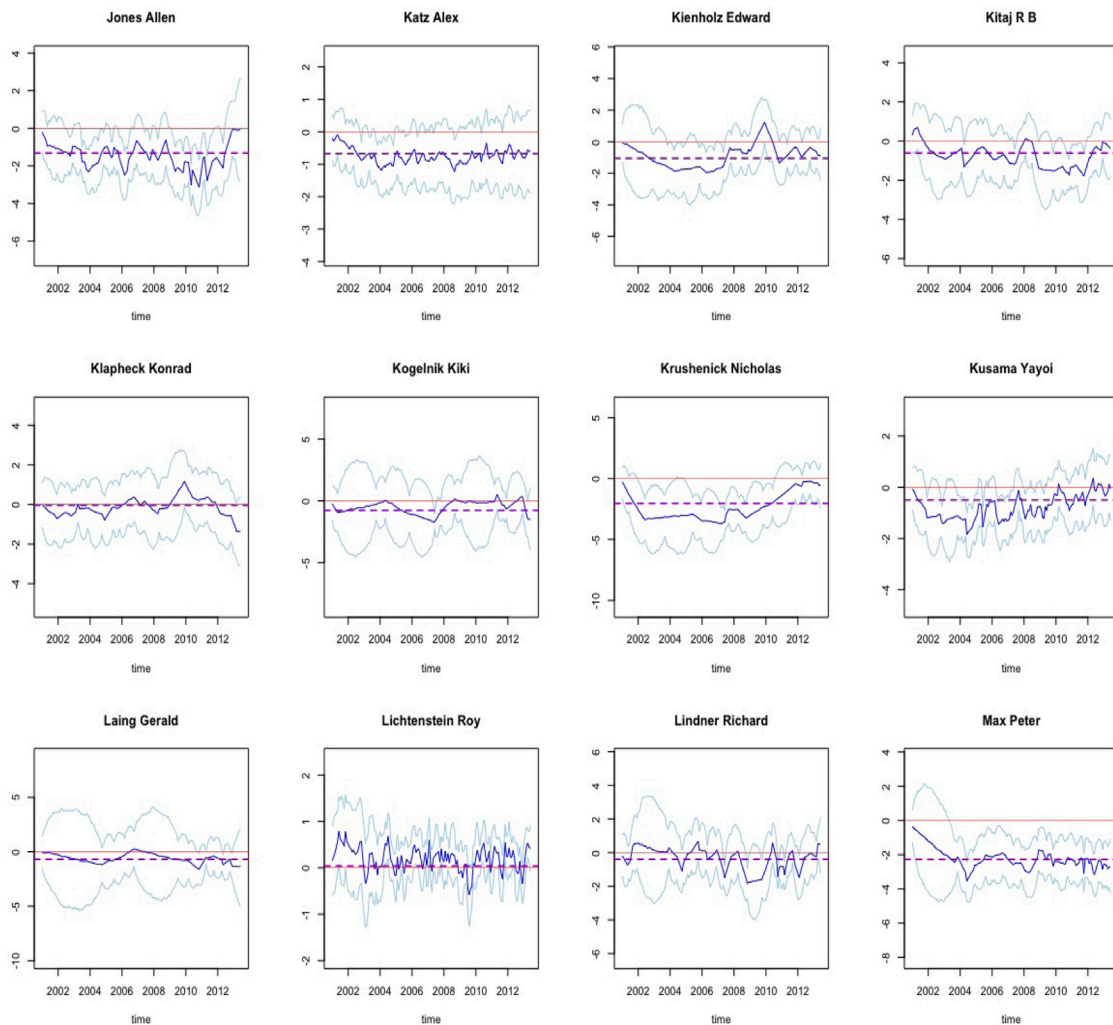 Jones Allen
Katz Alex
Kienholz Edward
Kitaj R B
4
2
0
-2
-4
-6
2002 2004 2006 2008 2010 2012
time
2
1
0
-1
-2
-3
-4
2002 2004 2006 2008 2010 2012
time
6
4
2
0
-2
-4
-6
2002 2004 2006 2008 2010 2012
time
4
2
0
-2
-4
-6
2002 2004 2006 2008 2010 2012
time
Klapheck Konrad
Kogelnik Kiki
Krushenick Nicholas
Kusama Yayoi
4
2
0
-2
-4
2002 2004 2006 2008 2010 2012
time
5
0
-5
2002 2004 2006 2008 2010 2012
time
5
0
-5
-10
2002 2004 2006 2008 2010 2012
time
2
0
-2
-4
2002 2004 2006 2008 2010 2012
time
Laing Gerald
Lichtenstein Roy
Lindner Richard
Max Peter
5
0
-5
-10
2002 2004 2006 2008 2010 2012
time
2
1
0
-1
-2
2002 2004 2006 2008 2010 2012
time
6
4
2
0
-2
-4
-6
2002 2004 2006 2008 2010 2012
time
4
2
0
-2
-4
-6
-8
2002 2004 2006 2008 2010 2012
time